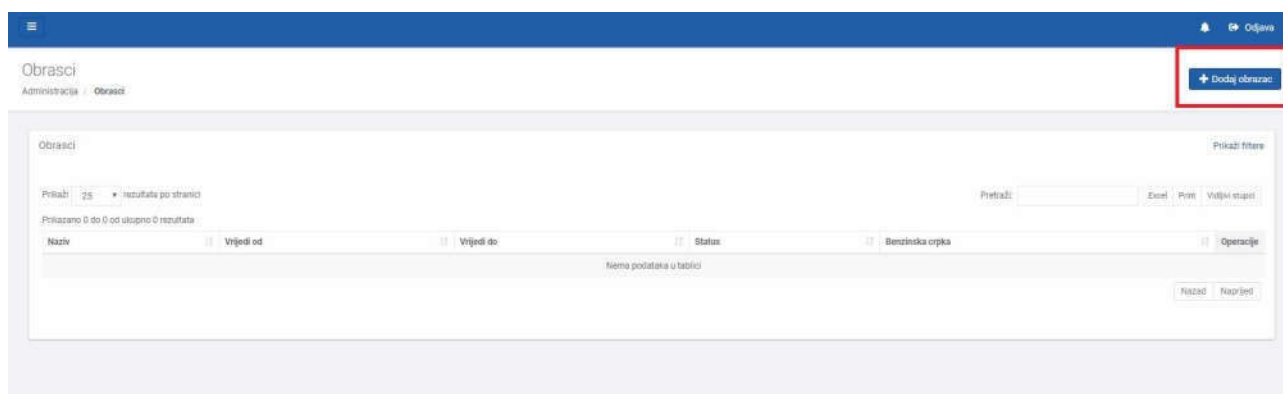 Odjava
Obrasci
Administracija / Obrasci
+ Dodaj obrazac
Obrasci
Prikaži filtere
Prikaži 25 rezultata po stranici
Pretraži:
Excel Print Vidljivi stupci
Prikazano 0 do 0 od ukupno 0 rezultata
Naziv Vrijedi od Vrijedi do Status Benzinska crpka Operacije
Nema podataka u tablici
Nazad Naprijed